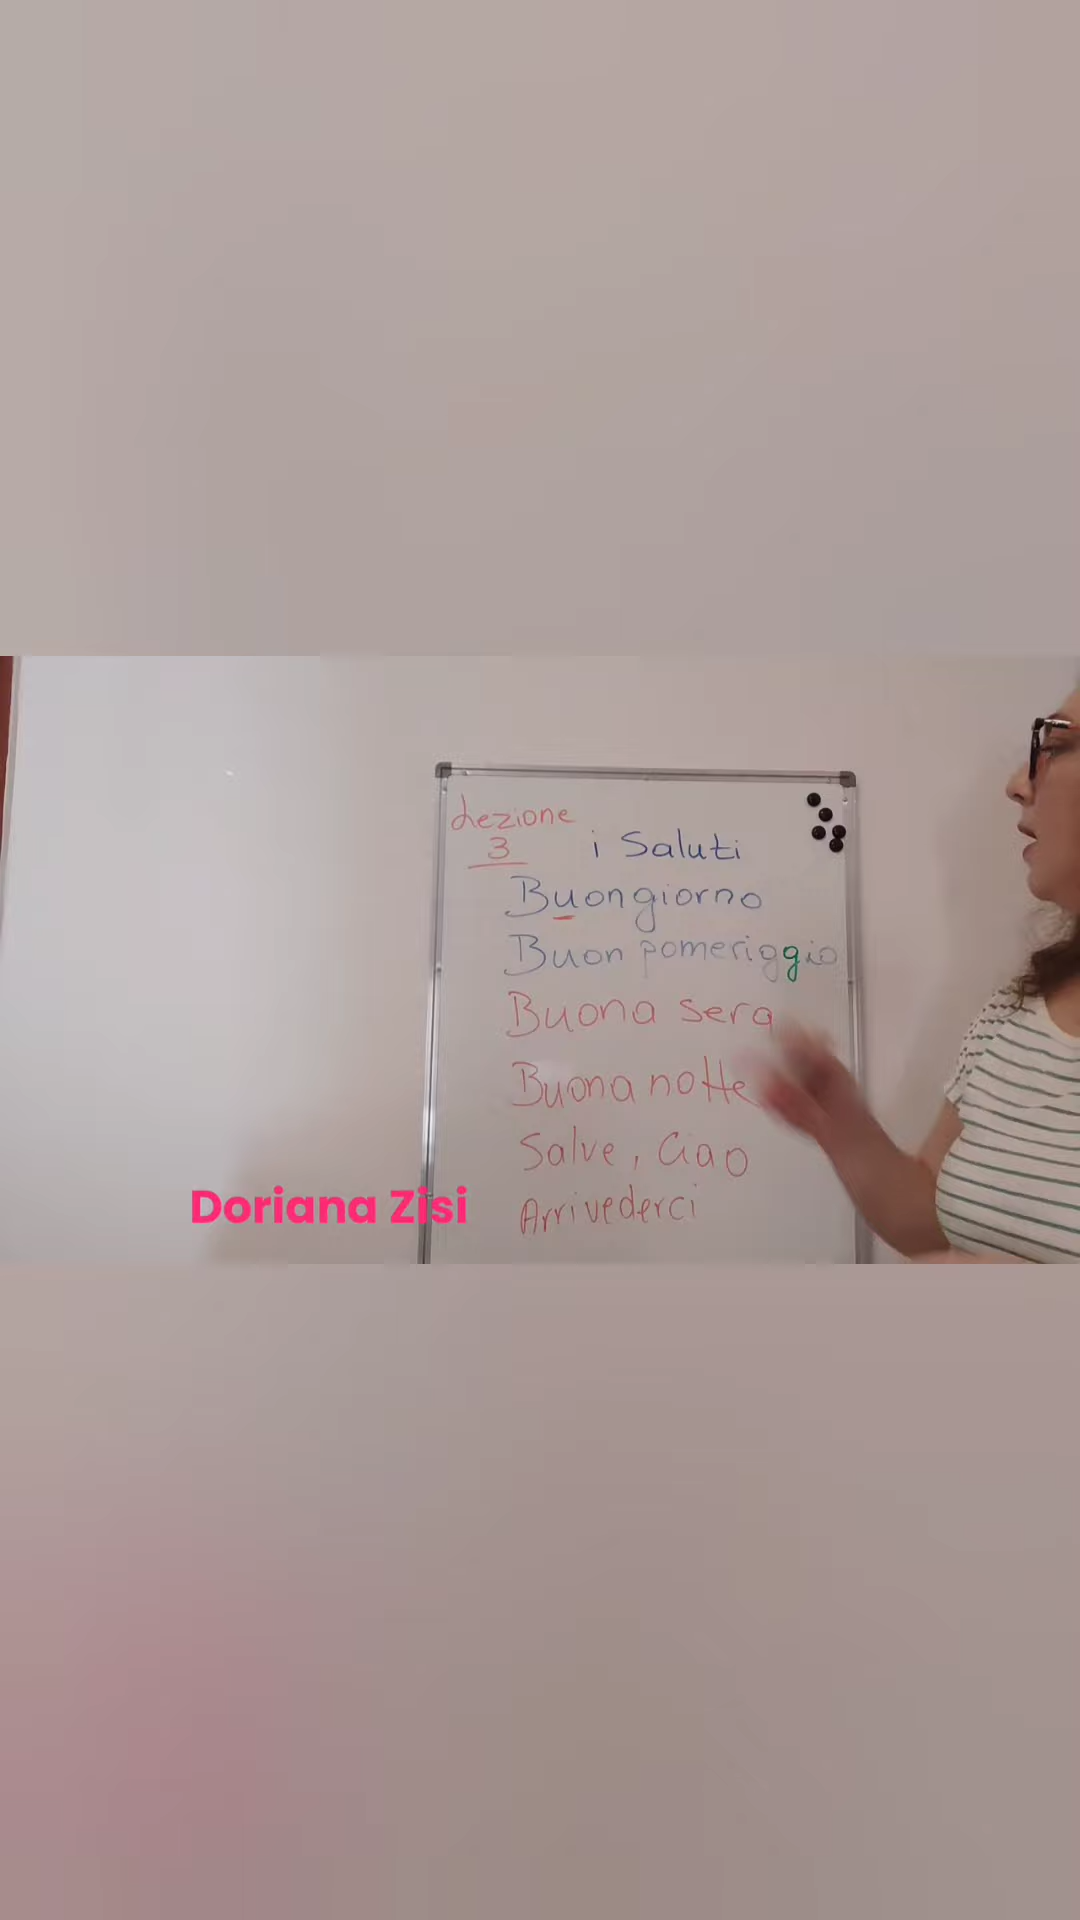 Lezione
3
i Saluti
Buongiorno
Buon pomeriggio
Buona sera
Buona notte
Salve, Ciao
Arrivederci
Doriana Zisi